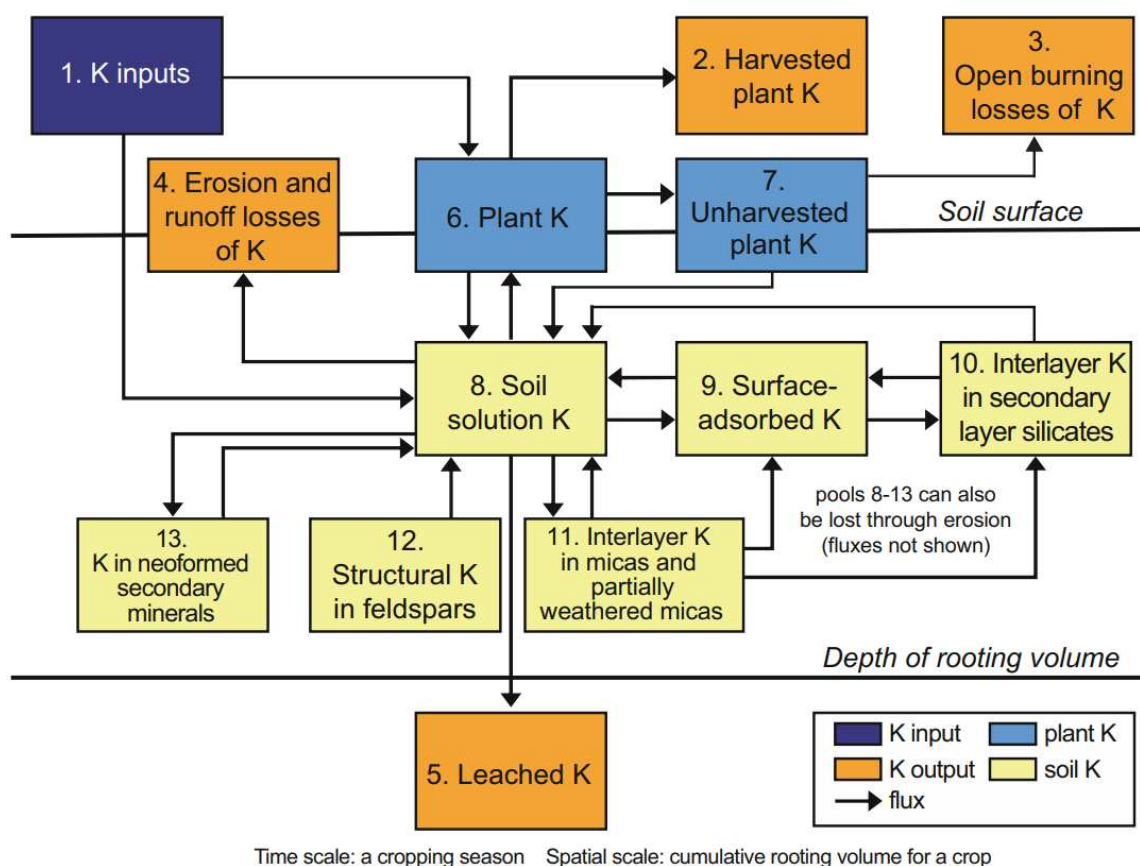 1. K inputs
2. Harvested
plant K
3.
Open burning
losses of K
4. Erosion and
runoff losses
of K
6. Plant K
7.
Unharvested
plant K
Soil surface
8. Soil
solution K
9. Surface-
adsorbed K
10. Interlayer K
in secondary
layer silicates
pools 8-13 can also
be lost through erosion
(fluxes not shown)
13.
K in neoformed
secondary
minerals
12.
Structural K
in feldspars
11. Interlayer K
in micas and
partially
weathered micas
Depth of rooting volume
5. Leached K
K input
plant K
K output
soil K
flux
Time scale: a cropping season Spatial scale: cumulative rooting volume for a crop